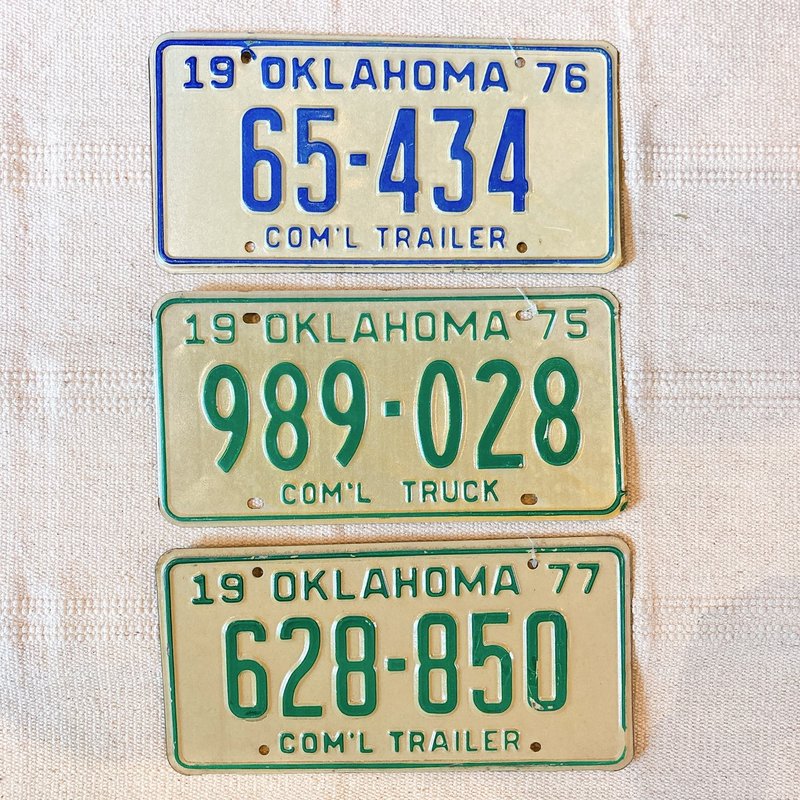 19 OKLAHOMA 76
65-434
COM'L TRAILER
19 OKLAHOMA 75
989-028
COM'L TRUCK
19 OKLAHOMA 77
628-850
COM'L TRAILER